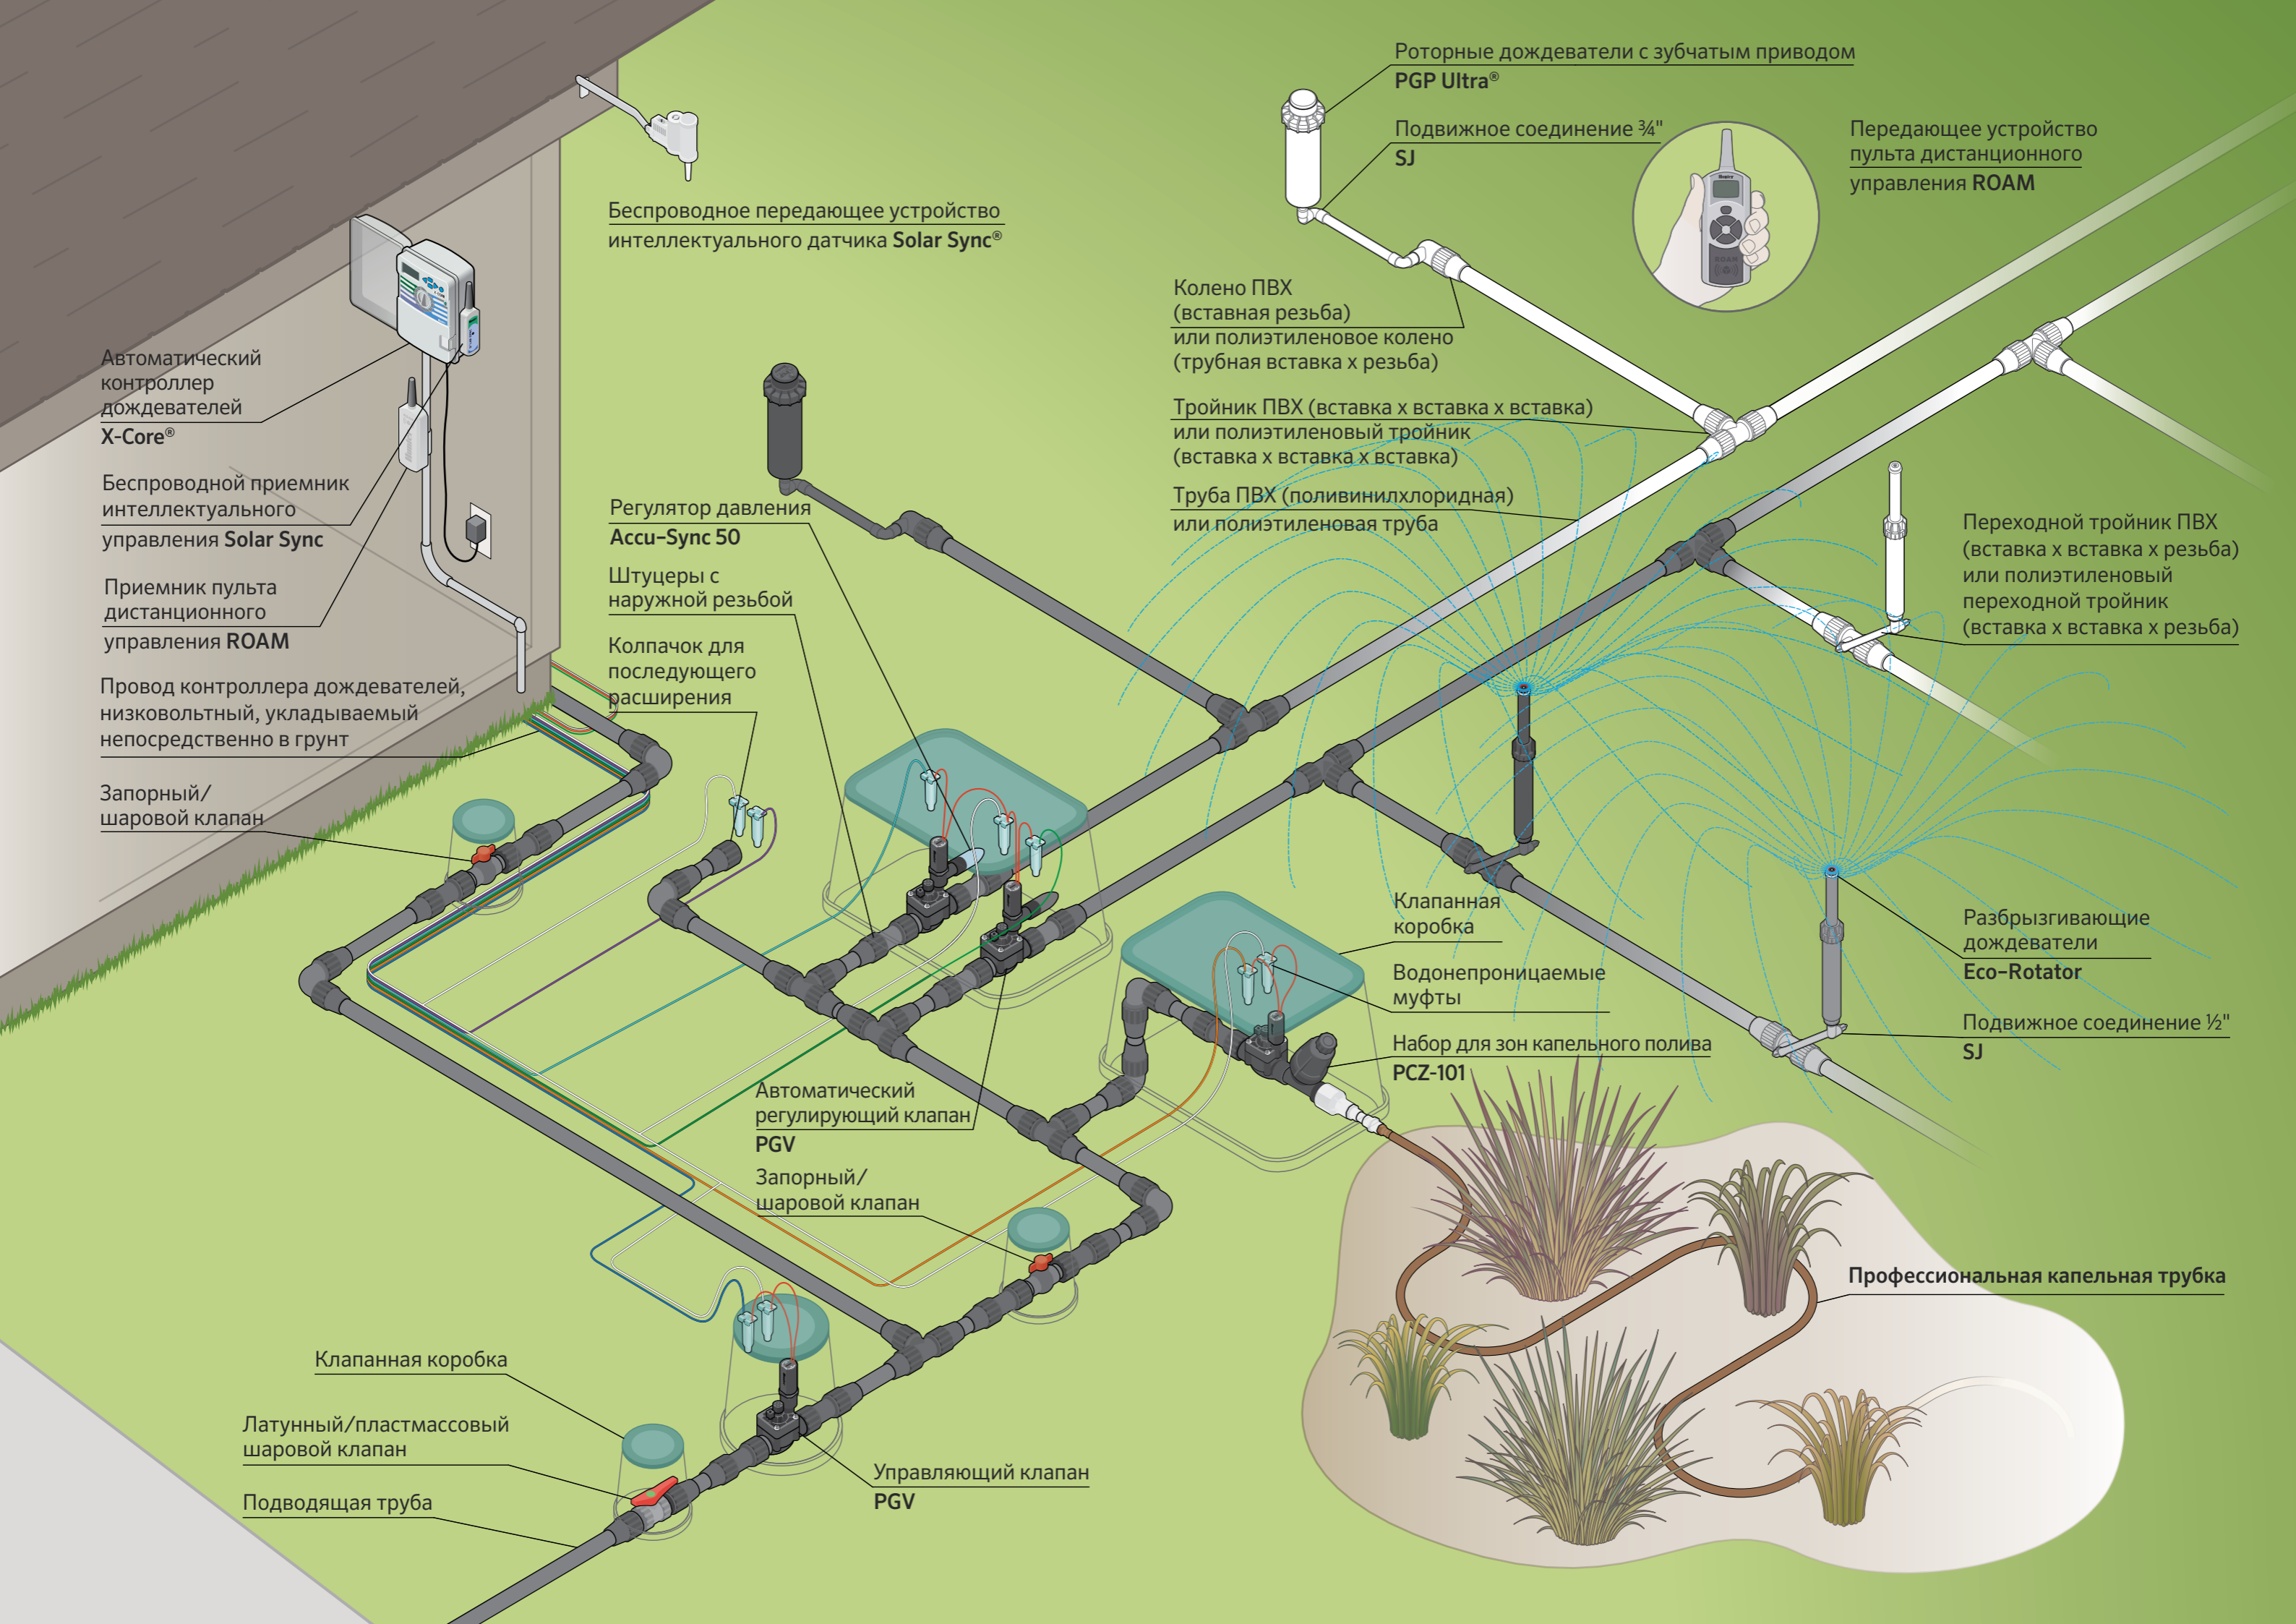 Роторные дождеватели с зубчатым приводом
PGP Ultra®
Подвижное соединение ¾"
SJ
Передающее устройство
пульта дистанционного
управления ROAM
Беспроводное передающее устройство
интеллектуального датчика Solar Sync®
Колено ПВХ
(вставная резьба)
или полиэтиленовое колено
(трубная вставка x резьба)
Тройник ПВХ (вставка x вставка x вставка)
или полиэтиленовый тройник
(вставка x вставка x вставка)
Труба ПВХ (поливинилхлоридная)
или полиэтиленовая труба
Автоматический
контроллер
дождевателей
X-Core®
Беспроводной приемник
интеллектуального
управления Solar Sync
Приемник пульта
дистанционного
управления ROAM
Провод контроллера дождевателей,
низковольтный, укладываемый
непосредственно в грунт
Запорный/
шаровой клапан
Регулятор давления
Accu–Sync 50
Штуцеры с
наружной резьбой
Колпачок для
последующего
расширения
Переходной тройник ПВХ
(вставка x вставка x резьба)
или полиэтиленовый
переходной тройник
(вставка x вставка x резьба)
Клапанная
коробка
Водонепроницаемые
муфты
Набор для зон капельного полива
PCZ-101
Разбрызгивающие
дождеватели
Eco–Rotator
Подвижное соединение ½"
SJ
Автоматический
регулирующий клапан
PGV
Запорный/
шаровой клапан
Профессиональная капельная трубка
Клапанная коробка
Латунный/пластмассовый
шаровой клапан
Подводящая труба
Управляющий клапан
PGV
ROAM